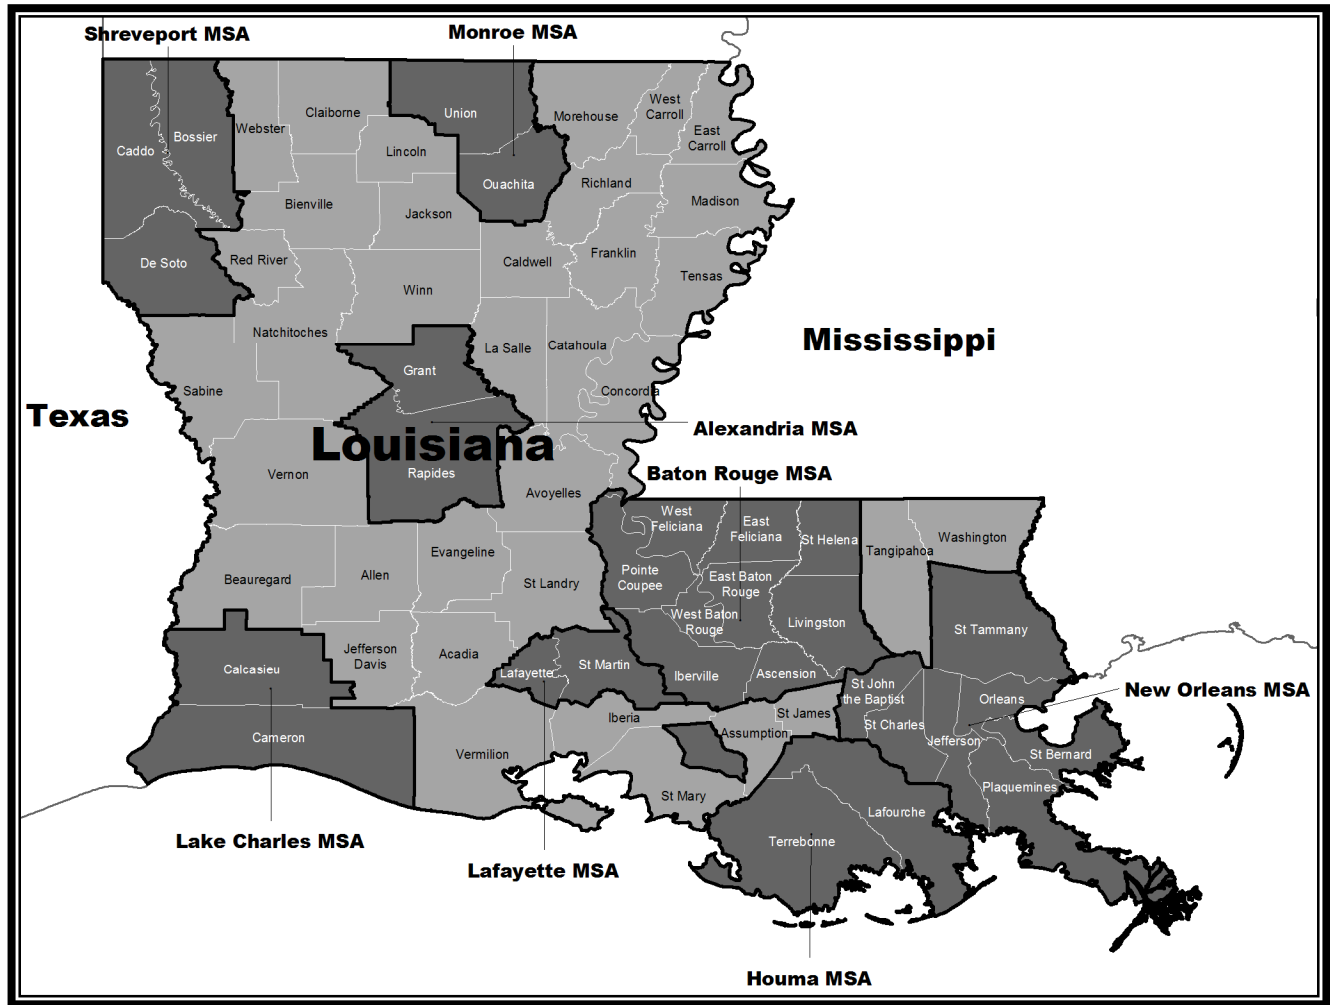 Shreveport MSA
Monroe MSA
West
Carroll
Claiborne
Union
Morehouse
Webster
Bossier
East
Carroll
Caddo
Lincoln
Ouachita
Richland
Madison
Bienville
Jackson
Franklin
De Soto
Red River
Caldwell
Tensas
Winn
Natchitoches
Mississippi
La Salle
Catahoula
Grant
Sabine
Concordia
Texas
Alexandria MSA
Louisiana
Vernon
Rapides
Baton Rouge MSA
Avoyelles
West
Feliciana
East
Feliciana
St Helena
Washington
Tangipahoa
Evangeline
Pointe
Coupee
East Baton
Rouge
Beauregard
Allen
St Landry
West Baton
Rouge
Livingston
St Tammany
Jefferson
Davis
Acadia
Calcasieu
Lafayette
St Martin
Iberville
Ascension
St John
the Baptist
Orleans
New Orleans MSA
St James
Iberia
St Charles
Cameron
Assumption
Jefferson
Vermilion
St Bernard
Plaquemines
St Mary
Lafourche
Terrebonne
Lake Charles MSA
Lafayette MSA
Houma MSA